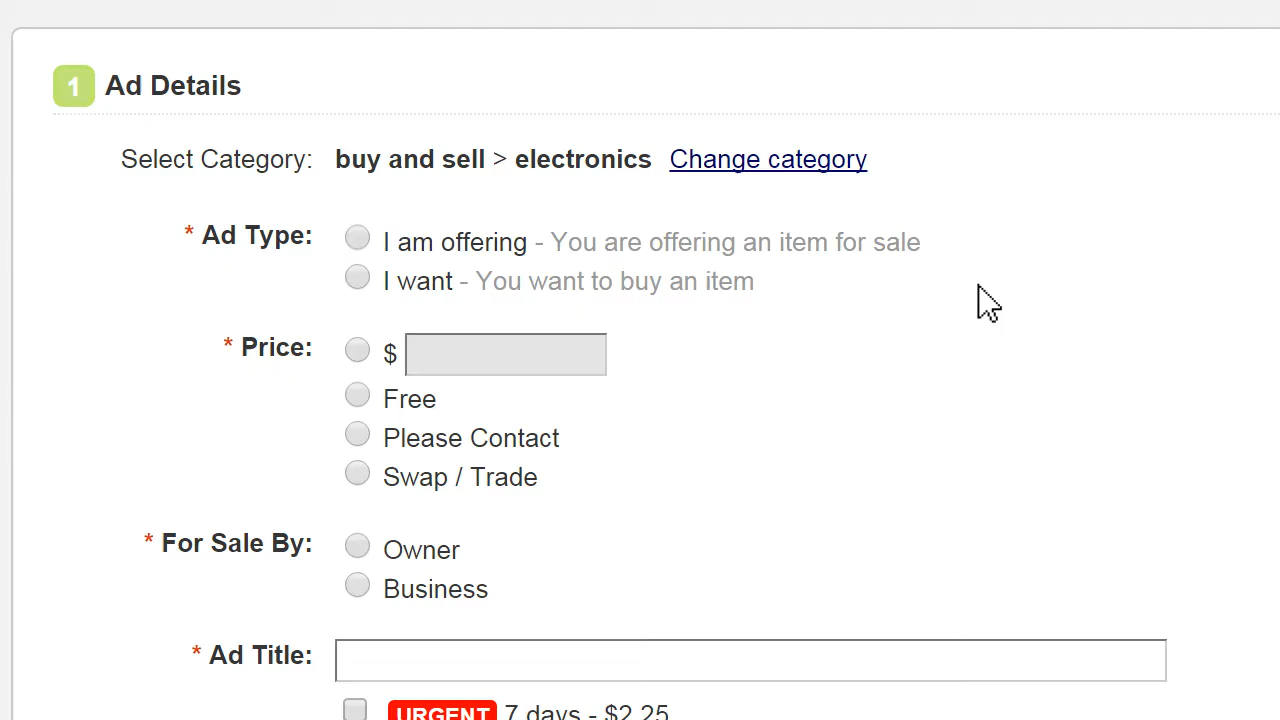 1 Ad Details
Select Category: buy and sell > electronics Change category
* Ad Type: I am offering - You are offering an item for sale
I want - You want to buy an item
* Price: $
Free
Please Contact
Swap / Trade
* For Sale By: Owner
Business
* Ad Title:
URGENT 7 days - $2.25